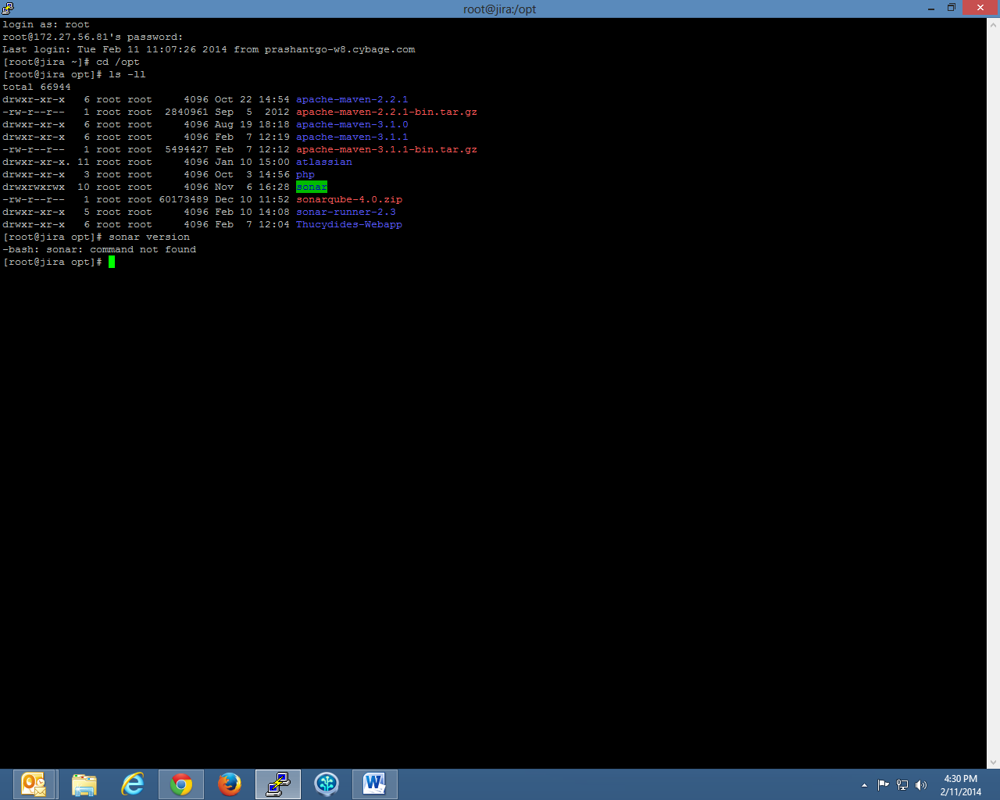 root@jira:/opt
login as: root
root@172.27.56.81's password:
Last login: Tue Feb 11 11:07:26 2014 from prashantgo-w8.cybage.com
[root@jira ~]# cd /opt
[root@jira opt]# ls -ll
total 66944
drwxr-xr-x   6 root root     4096 Oct 22 14:54 apache-maven-2.2.1
-rw-r--r--   1 root root  2840961 Sep  5  2012 apache-maven-2.2.1-bin.tar.gz
drwxr-xr-x   6 root root     4096 Aug 19 18:18 apache-maven-3.1.0
drwxr-xr-x   6 root root     4096 Feb  7 12:19 apache-maven-3.1.1
-rw-r--r--   1 root root  5494427 Feb  7 12:12 apache-maven-3.1.1-bin.tar.gz
drwxr-xr-x. 11 root root     4096 Jan 10 15:00 atlassian
drwxr-xr-x   3 root root     4096 Oct  3 14:56 php
drwxrwxrwx  10 root root     4096 Nov  6 16:28 sonar
-rw-r--r--   1 root root 60173489 Dec 10 11:52 sonarqube-4.0.zip
drwxr-xr-x   5 root root     4096 Feb 10 14:08 sonar-runner-2.3
drwxr-xr-x   6 root root     4096 Feb  7 12:04 Thucydides-Webapp
[root@jira opt]# sonar version
-bash: sonar: command not found
[root@jira opt]#
4:30 PM
2/11/2014